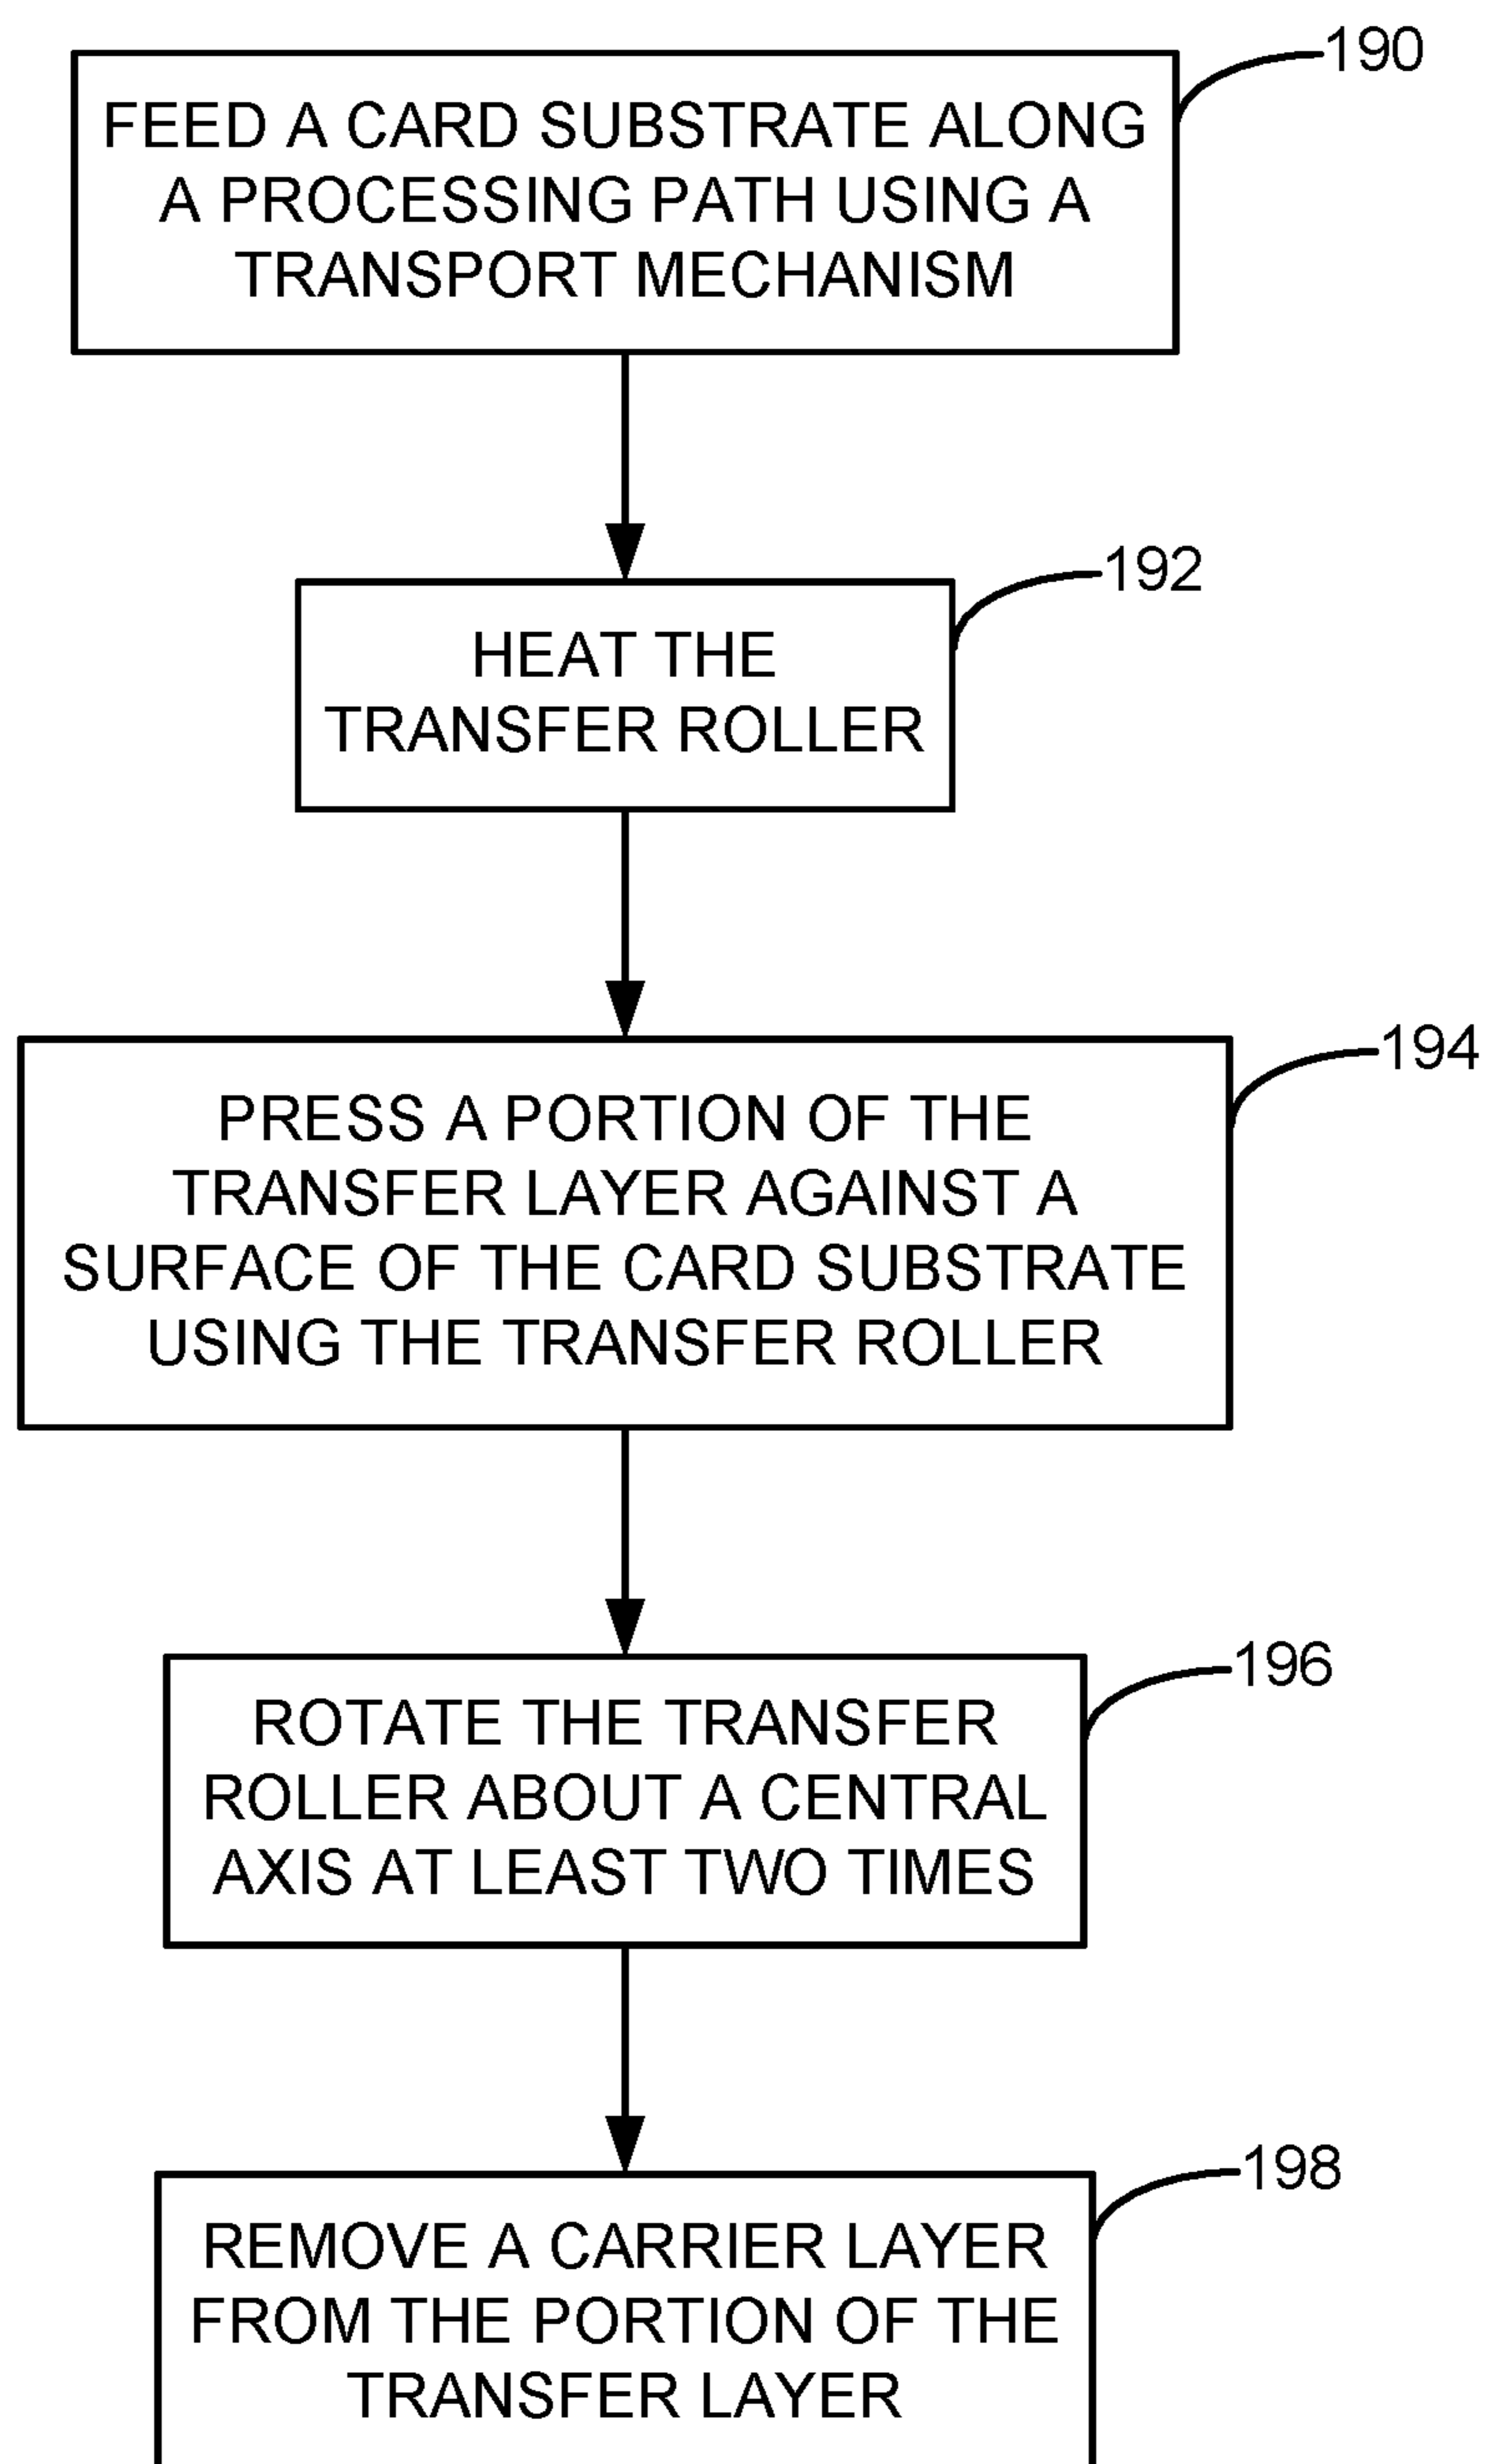 190
FEED A CARD SUBSTRATE ALONG
A PROCESSING PATH USING A
TRANSPORT MECHANISM
192
HEAT THE
TRANSFER ROLLER
194
PRESS A PORTION OF THE
TRANSFER LAYER AGAINST A
SURFACE OF THE CARD SUBSTRATE
USING THE TRANSFER ROLLER
196
ROTATE THE TRANSFER
ROLLER ABOUT A CENTRAL
AXIS AT LEAST TWO TIMES
198
REMOVE A CARRIER LAYER
FROM THE PORTION OF THE
TRANSFER LAYER